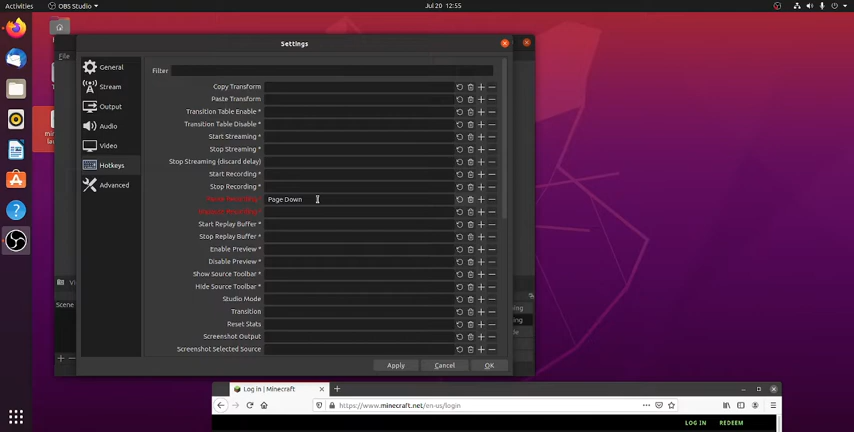 Activities
OBS Studio
Jul 20 12:55
Settings
File
General
Stream
Output
Audio
Video
Hotkeys
Advanced
Filter
Copy Transform
Paste Transform
Transition Table Enable *
Transition Table Disable *
Start Streaming *
Stop Streaming *
Stop Streaming (discard delay)
Start Recording *
Stop Recording *
Pause Recording Page Down
Start Replay Buffer *
Stop Replay Buffer *
Enable Preview *
Disable Preview *
Show Source Toolbar *
Hide Source Toolbar *
Studio Mode
Transition
Reset Stats
Screenshot Output
Screenshot Selected Source
Scene
Apply
Cancel
OK
Log in | Minecraft
https://www.minecraft.net/en-us/login
LOG IN
REDEEM